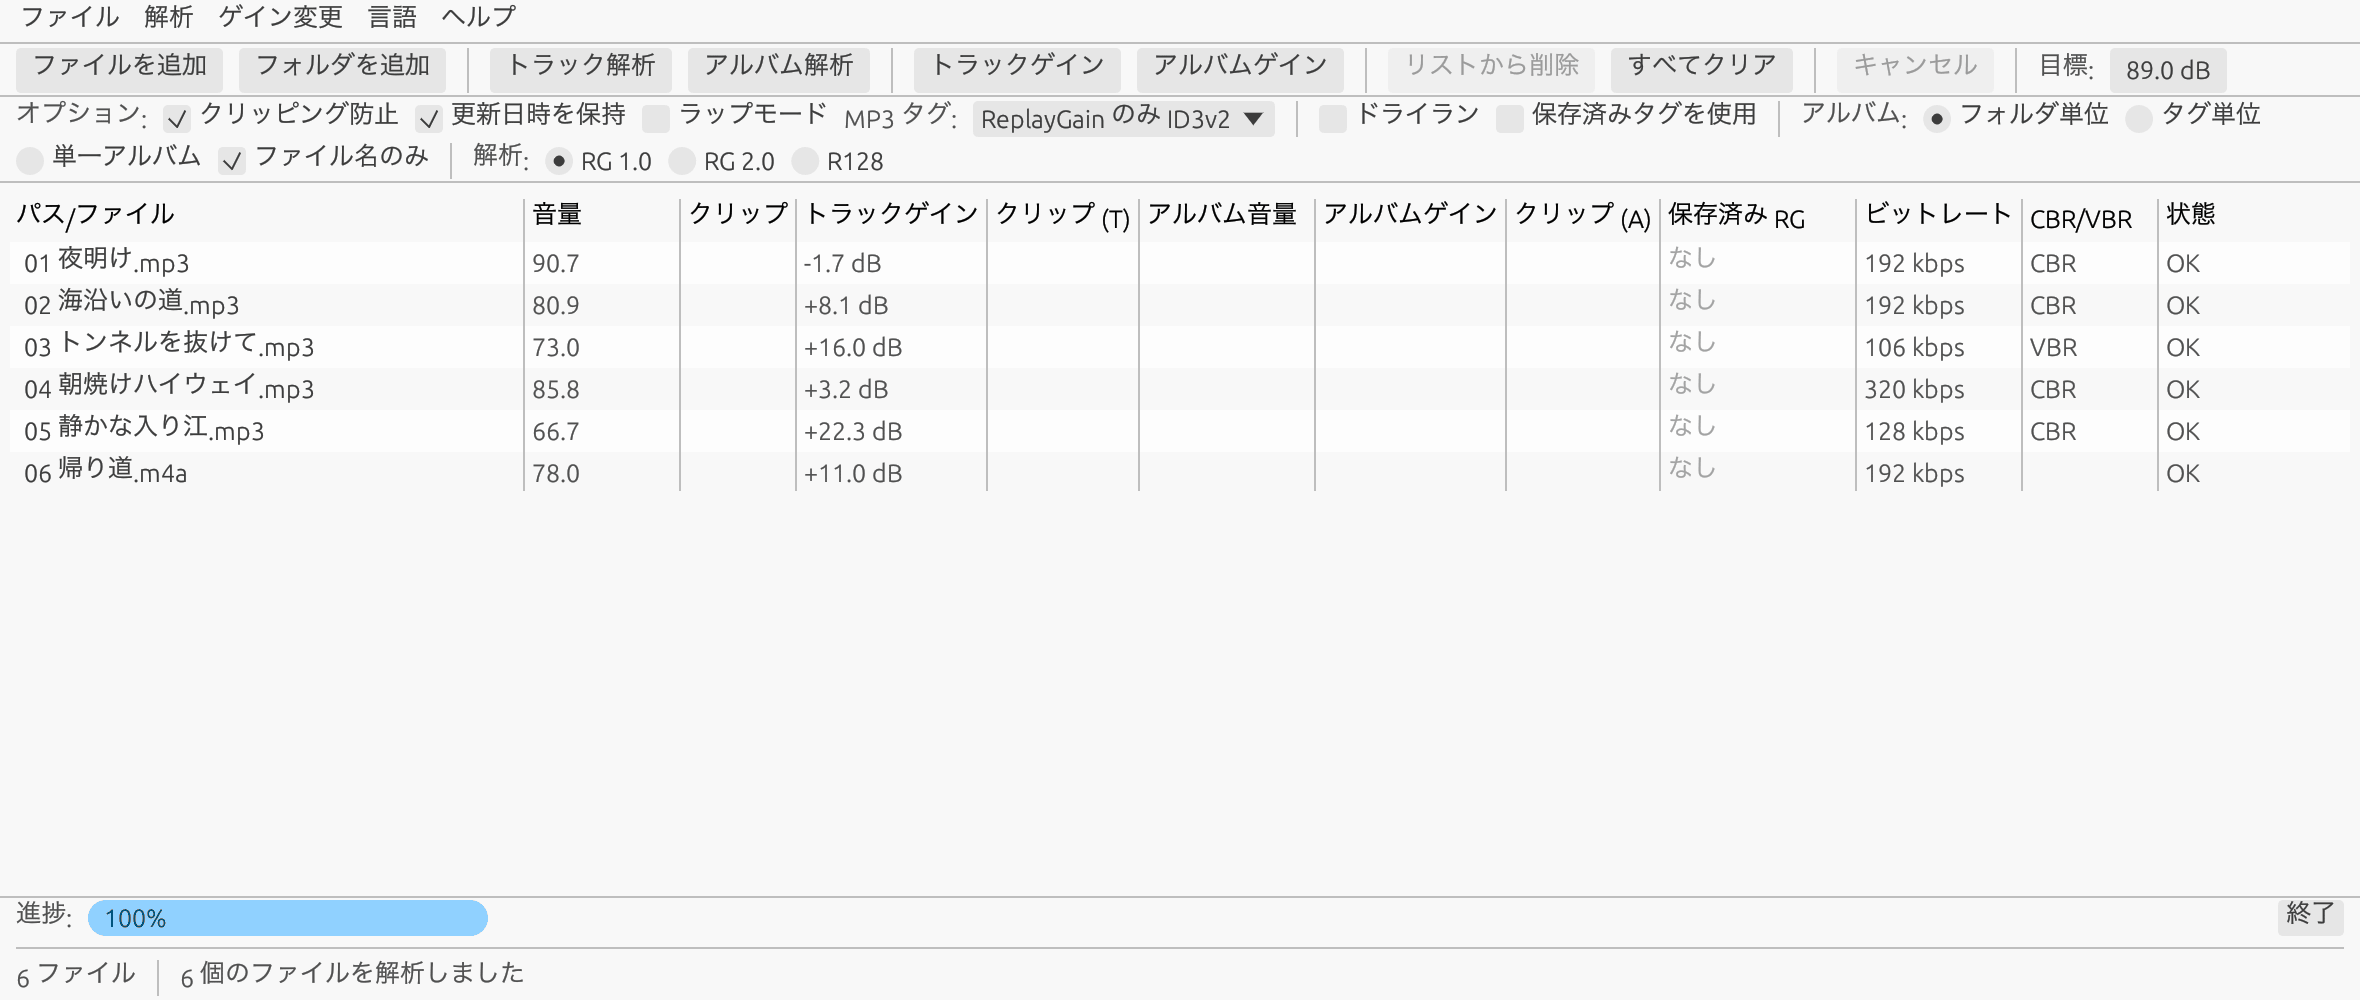 ファイル 解析 ゲイン変更 言語 ヘルプ
ファイルを追加 フォルダを追加 トラック解析 アルバム解析 トラックゲイン アルバムゲイン リストから削除 すべてクリア キャンセル 目標: 89.0 dB
オプション: クリッピング防止 更新日時を保持 ラップモード MP3 タグ: ReplayGain のみ ID3v2 ドライラン 保存済みタグを使用 アルバム: フォルダ単位 タグ単位
単一アルバム ファイル名のみ 解析: RG 1.0 RG 2.0 R128
パス/ファイル 音量 クリップ トラックゲイン クリップ (T) アルバム音量 アルバムゲイン クリップ (A) 保存済み RG ビットレート CBR/VBR 状態
01 夜明け.mp3 90.7 -1.7 dB なし 192 kbps CBR OK
02 海沿いの道.mp3 80.9 +8.1 dB なし 192 kbps CBR OK
03 トンネルを抜けて.mp3 73.0 +16.0 dB なし 106 kbps VBR OK
04 朝焼けハイウェイ.mp3 85.8 +3.2 dB なし 320 kbps CBR OK
05 静かな入り江.mp3 66.7 +22.3 dB なし 128 kbps CBR OK
06 帰り道.m4a 78.0 +11.0 dB なし 192 kbps OK
進捗: 100% 終了
6 ファイル 6 個のファイルを解析しました